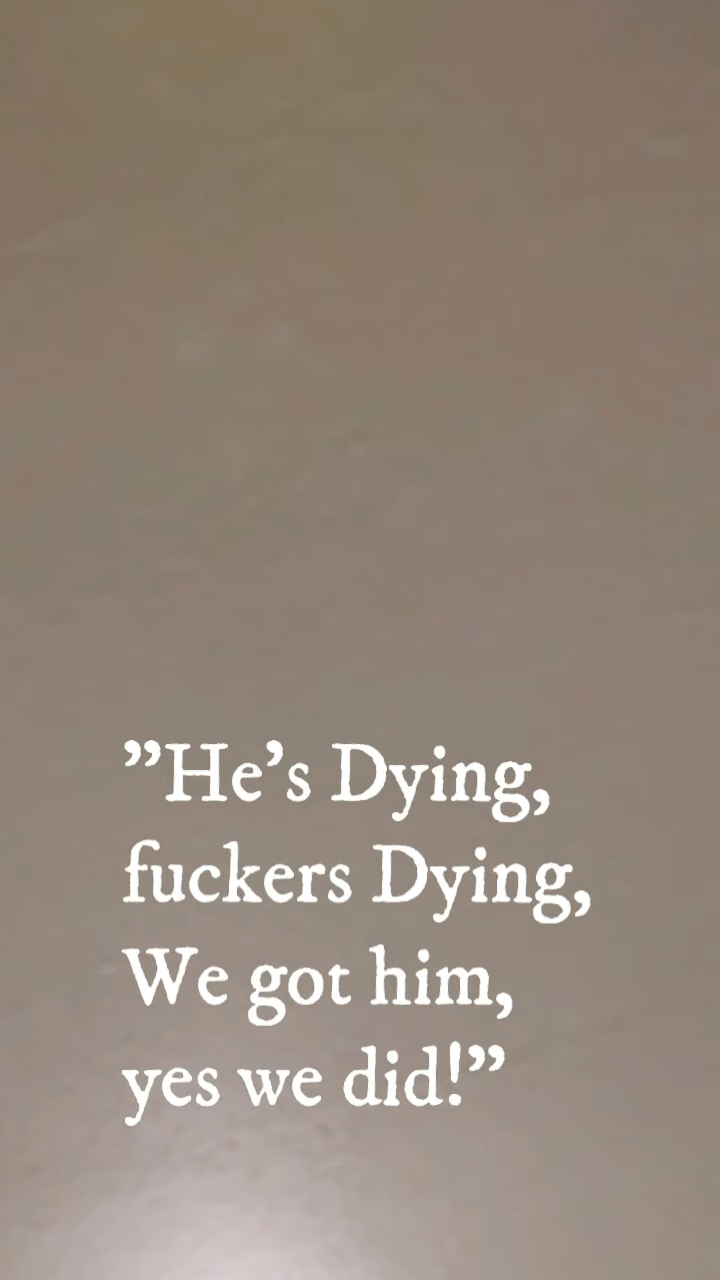 ”He’s Dying,
fuckers Dying,
We got him,
yes we did!”